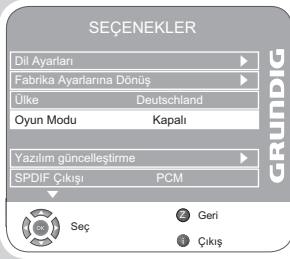 SEÇENEKLER
Dil Ayarları
Fabrika Ayarlarına Dönüş
Ülke Deutschland
Oyun Modu Kapalı
Yazılım güncelleştirme
SPDIF Çıkışı PCM
GRUNDIG
OK Seç
Z Geri
i Çıkış